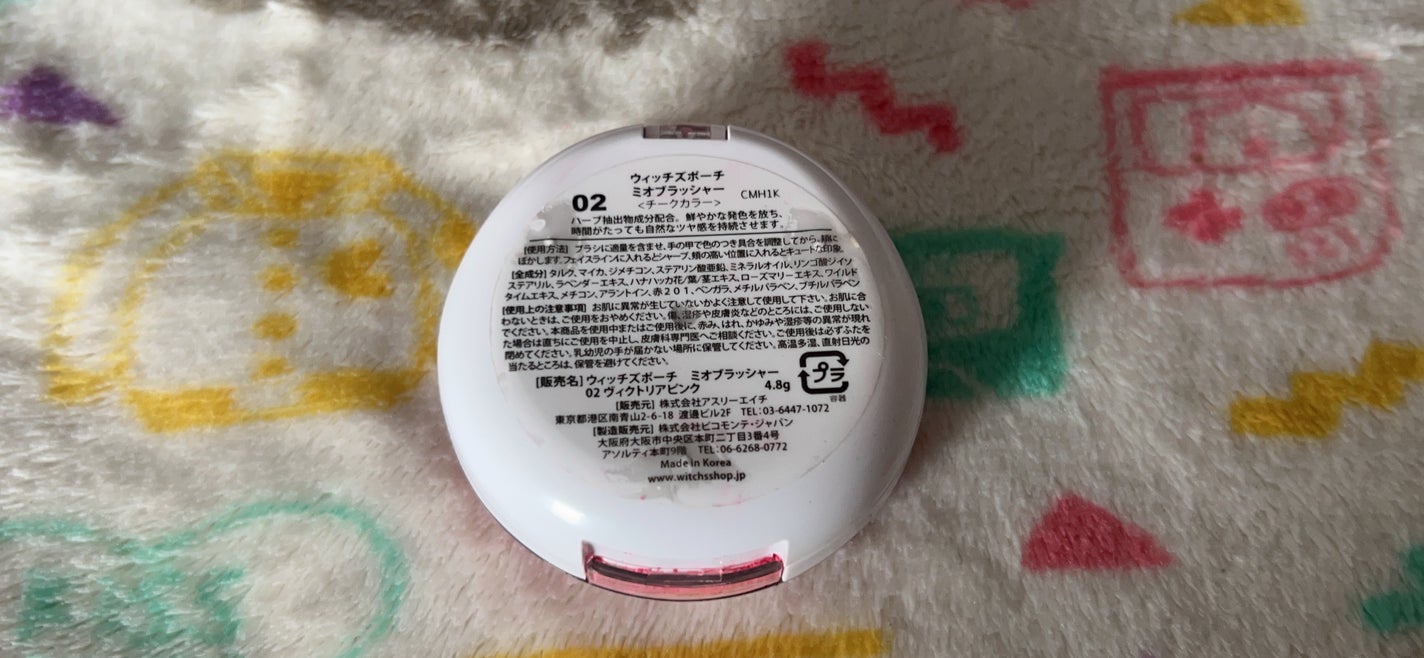 ウィッチズポーチ
02 ミオブラッシャー CMH1K
<チークカラー>
ハーブ抽出物成分配合。鮮やかな発色を放ち、
時間がたっても自然なツヤ感を持続させます。
[使用方法] ブラシに適量を含ませ、手の甲で色のつき具合を調整してから、頬に
ぼかします。フェイスラインに入れるとシャープ、頬の高い位置に入れるとキュートな印象。
[全成分] タルク、マイカ、ジメチコン、ステアリン酸亜鉛、ミネラルオイル、リンゴ酸ジイソ
ステアリル、ラベンダーエキス、ハナハッカ花/葉/茎エキス、ローズマリーエキス、ワイルド
タイムエキス、メチコン、アラントイン、赤201、ベンガラ、メチルパラベン、ブチルパラベン
[使用上の注意事項] お肌に異常が生じていないかよく注意して使用して下さい。お肌に合
わないときは、ご使用をおやめください。傷、湿疹や皮膚炎などのところには、ご使用しない
でください。本商品を使用中またはご使用後に、赤み、はれ、かゆみや湿疹等の異常が現れ
た場合は直ちにご使用を中止し、皮膚科専門医へご相談ください。ご使用後は必ずふたを
閉めてください。乳幼児の手が届かない場所に保管してください。高温多湿、直射日光の
当たるところは、保管を避けてください。
[販売名] ウィッチズポーチ ミオブラッシャー
02 ヴィクトリアピンク 4.8g
プラ
容器
[販売元] 株式会社アスリーエイチ
東京都港区南青山2-6-18 渡邊ビル2F TEL:03-6447-1072
[製造販売元] 株式会社ピコモンテ・ジャパン
大阪府大阪市中央区本町二丁目3番4号
アソルティ本町9階 TEL:06-6268-0772
Made in Korea
www.witchsshop.jp